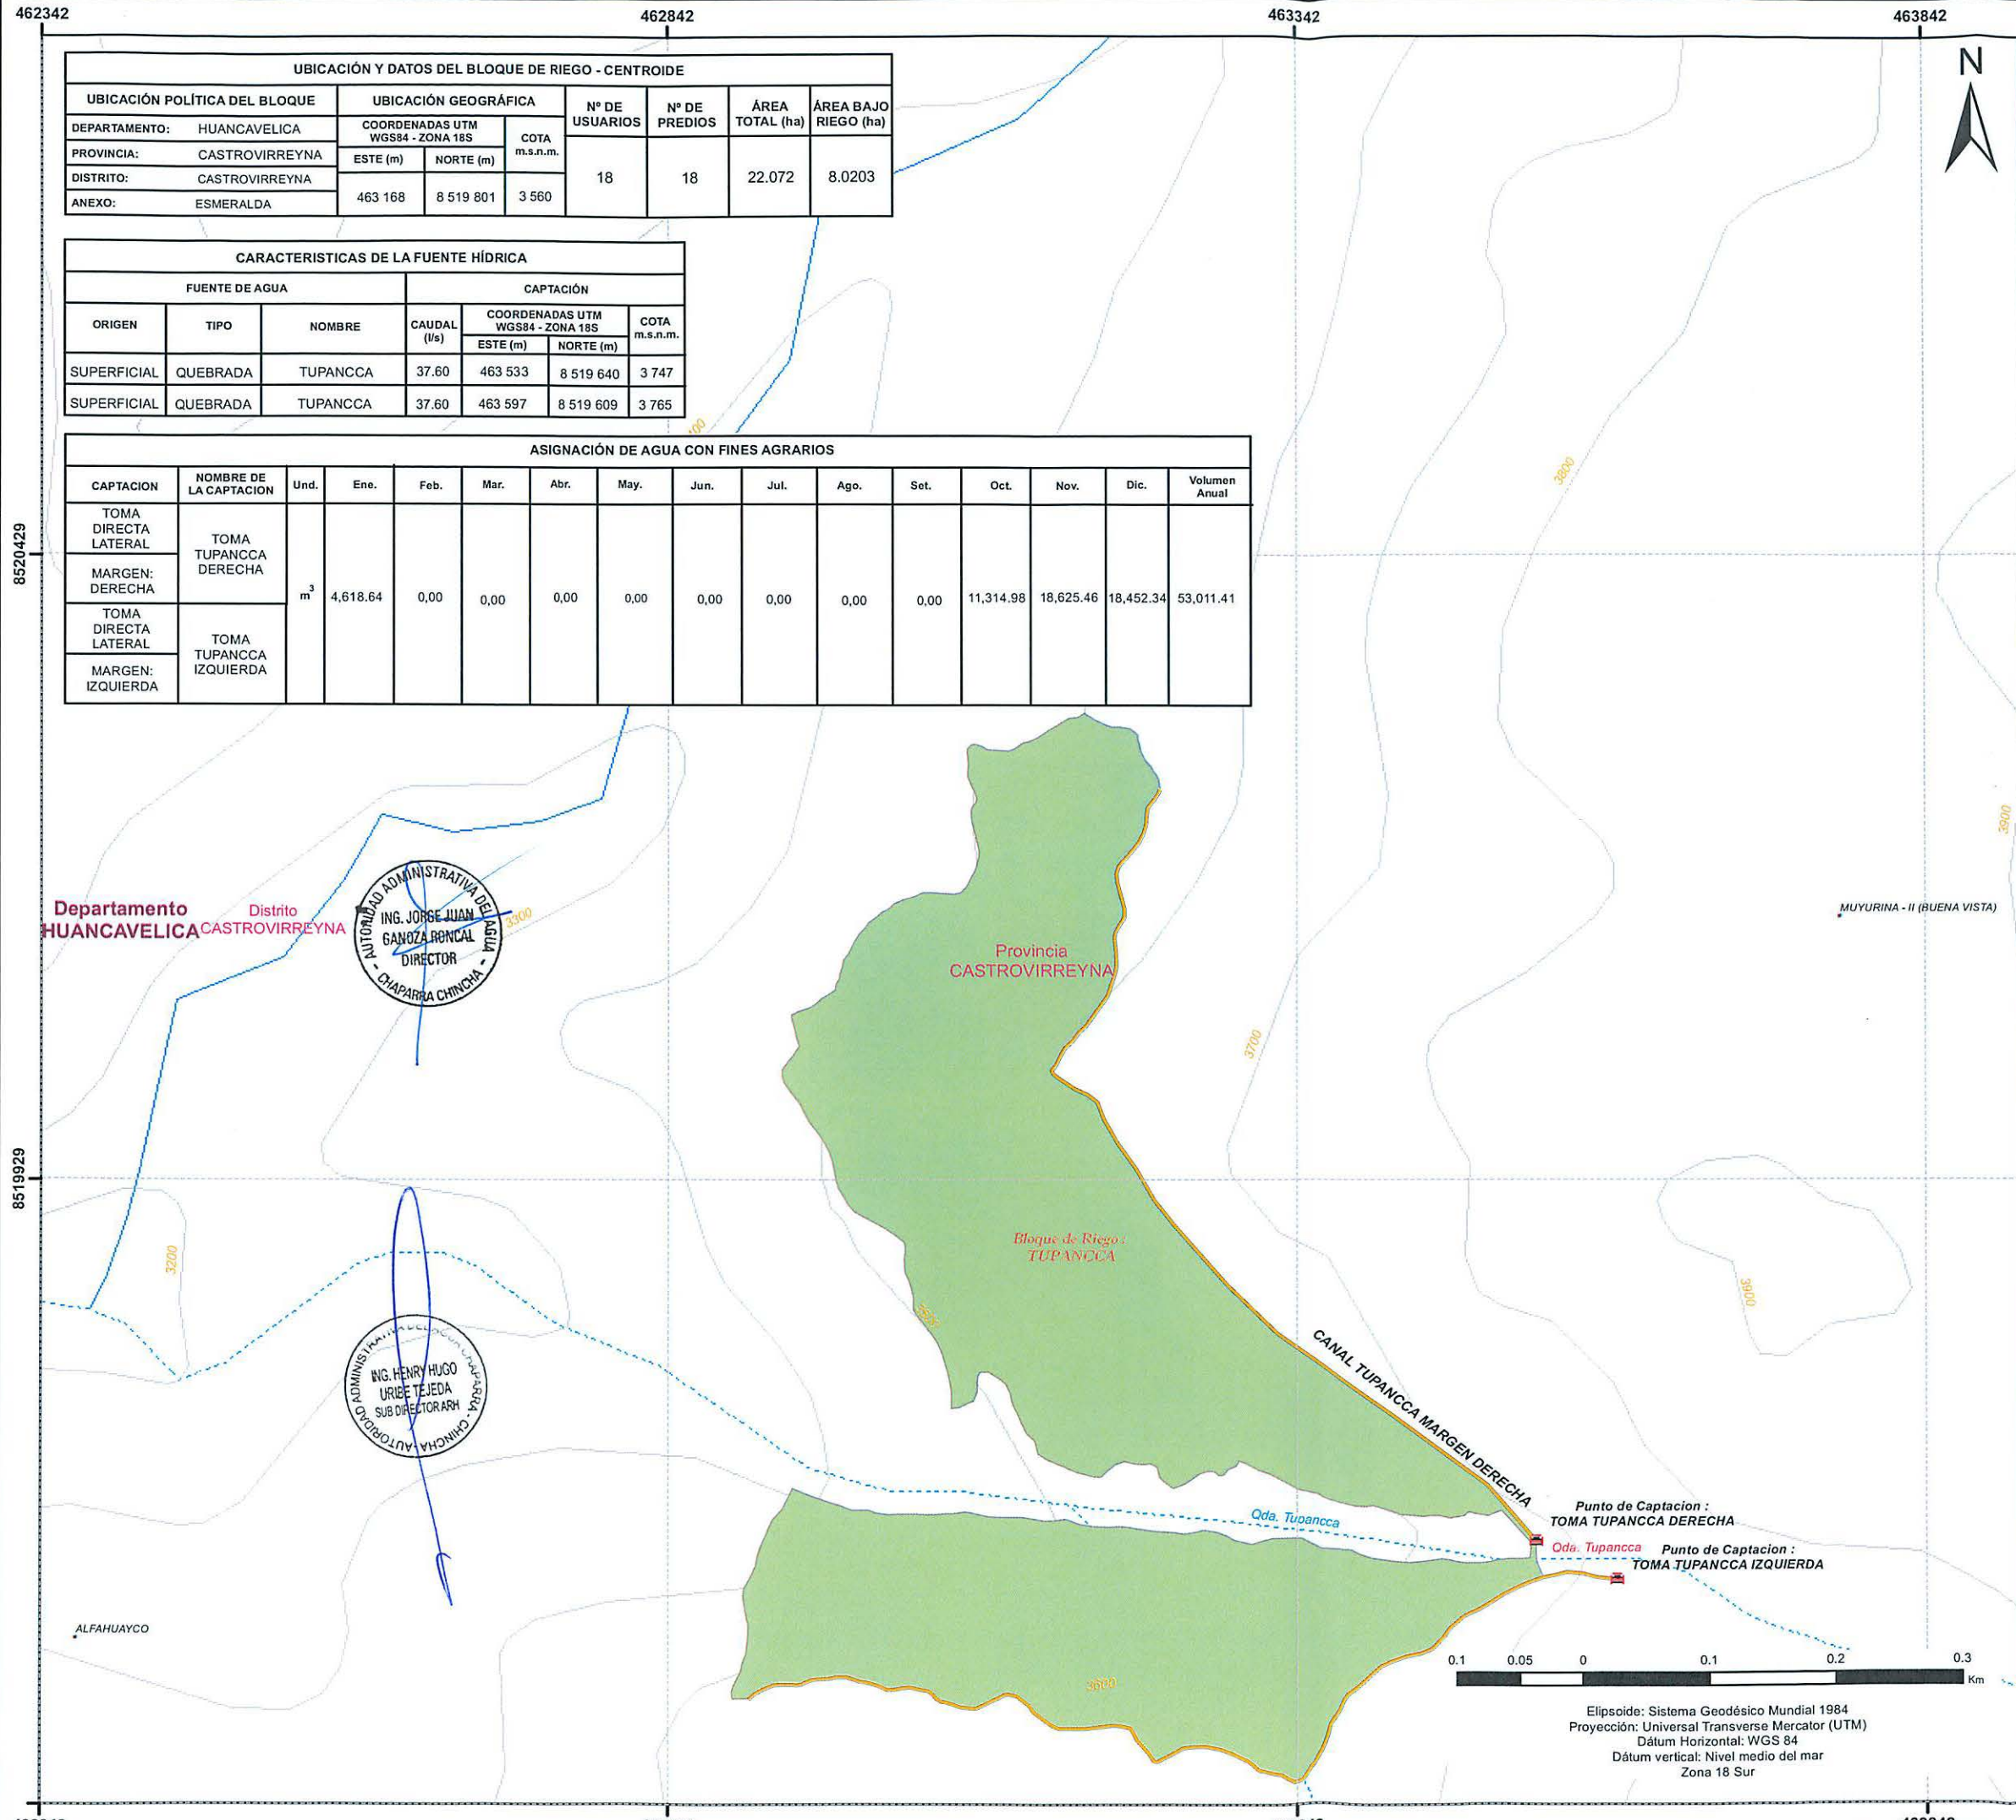 462342 462842 463342 463842
N
UBICACIÓN Y DATOS DEL BLOQUE DE RIEGO - CENTROIDE
UBICACIÓN POLÍTICA DEL BLOQUE UBICACIÓN GEOGRÁFICA Nº DE USUARIOS Nº DE PREDIOS ÁREA TOTAL (ha) ÁREA BAJO RIEGO (ha)
DEPARTAMENTO: HUANCAVELICA COORDENADAS UTM WGS84 - ZONA 18S COTA m.s.n.m.
PROVINCIA: CASTROVIRREYNA ESTE (m) NORTE (m)
DISTRITO: CASTROVIRREYNA
ANEXO: ESMERALDA 463 168 8 519 801 3 560 18 18 22.072 8.0203
CARACTERISTICAS DE LA FUENTE HÍDRICA
FUENTE DE AGUA CAPTACIÓN
ORIGEN TIPO NOMBRE CAUDAL (l/s) COORDENADAS UTM WGS84 - ZONA 18S COTA m.s.n.m.
ESTE (m) NORTE (m)
SUPERFICIAL QUEBRADA TUPANCCA 37.60 463 533 8 519 640 3 747
SUPERFICIAL QUEBRADA TUPANCCA 37.60 463 597 8 519 609 3 765
ASIGNACIÓN DE AGUA CON FINES AGRARIOS
CAPTACION NOMBRE DE LA CAPTACION Und. Ene. Feb. Mar. Abr. May. Jun. Jul. Ago. Set. Oct. Nov. Dic. Volumen Anual
TOMA DIRECTA LATERAL
MARGEN: DERECHA
TOMA TUPANCCA DERECHA
m3 4,618.64 0,00 0,00 0,00 0,00 0,00 0,00 0,00 0,00 11,314.98 18,625.46 18,452.34 53,011.41
TOMA DIRECTA LATERAL
MARGEN: IZQUIERDA
TOMA TUPANCCA IZQUIERDA
8520429
3800
3900
Departamento
HUANCAVELICA
Distrito
CASTROVIRREYNA
AUTORIDAD ADMINISTRATIVA DEL AGUA - CHAPARRA CHINCHA -
ING. JORGE JUAN
GANOZA RONCAL
DIRECTOR
3300
Provincia
CASTROVIRREYNA
MUYURINA - II (BUENA VISTA)
3700
8519929
3200
Bloque de Riego :
TUPANCCA
3900
CANAL TUPANCCA MARGEN DERECHA
ING. HENRY HUGO
URIBE TEJEDA
SUB DIRECTOR ARH
Qda. Tupancca
Punto de Captacion :
TOMA TUPANCCA DERECHA
Qda. Tupancca
Punto de Captacion :
TOMA TUPANCCA IZQUIERDA
ALFAHUAYCO
3600
0.1 0.05 0 0.1 0.2 0.3
Km
Elipsoide: Sistema Geodésico Mundial 1984
Proyección: Universal Transverse Mercator (UTM)
Dátum Horizontal: WGS 84
Dátum vertical: Nivel medio del mar
Zona 18 Sur